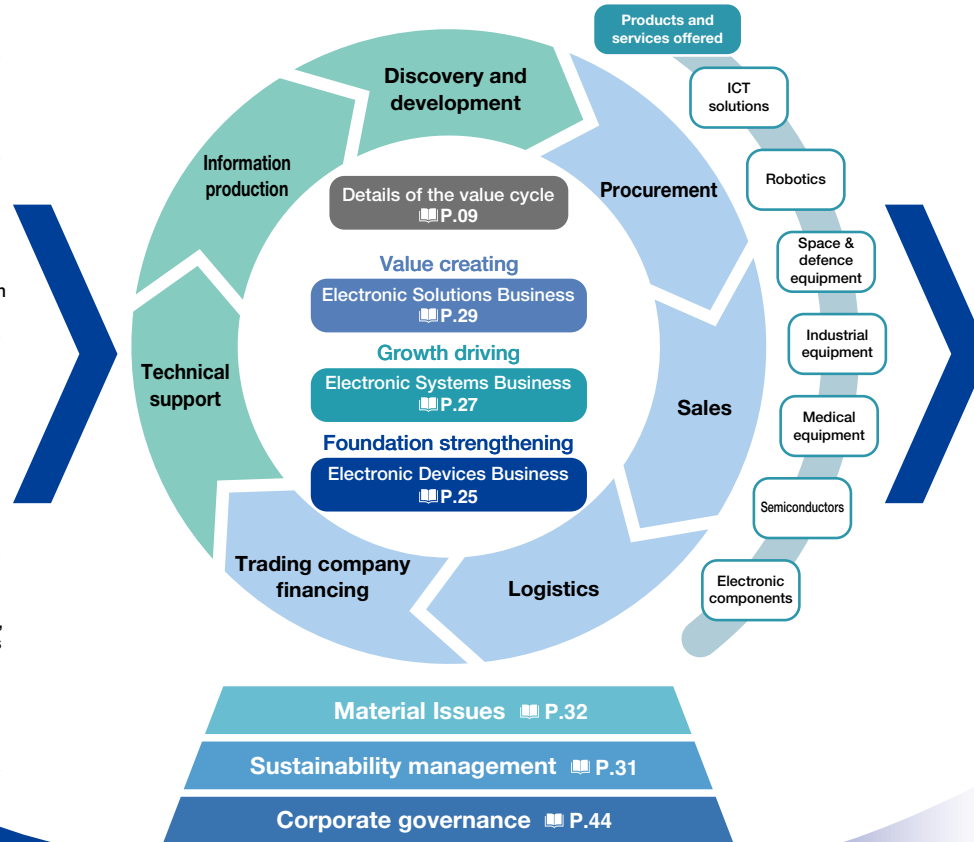 Products and
services offered
Discovery and
development
ICT
solutions
Information
production
Procurement
Robotics
Details of the value cycle
P.09
Space &
defence
equipment
Value creating
Electronic Solutions Business
P.29
Industrial
equipment
Growth driving
Electronic Systems Business
P.27
Technical
support
Sales
Medical
equipment
Foundation strengthening
Electronic Devices Business
P.25
Semiconductors
Trading company
financing
Logistics
Electronic
components
Material Issues P.32
Sustainability management P.31
Corporate governance P.44